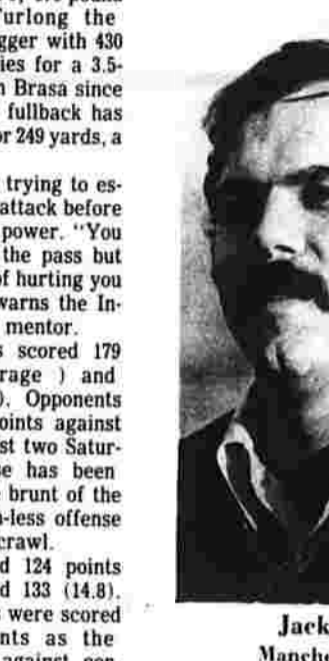 urlong the
gger with 430
ies for a 3.5-
n Brasa since
fullback has
or 249 yards, a
trying to es-
attack before
power. "You
the pass but
of hurting you
warns the In-
mentor.
s scored 179
rage ) and
). Opponents
oints against
st two Satur-
se has been
brunt of the
n-less offense
crawl.
d 124 points
d 133 (14.8).
s were scored
nts as the
against con-
Jack
Manche